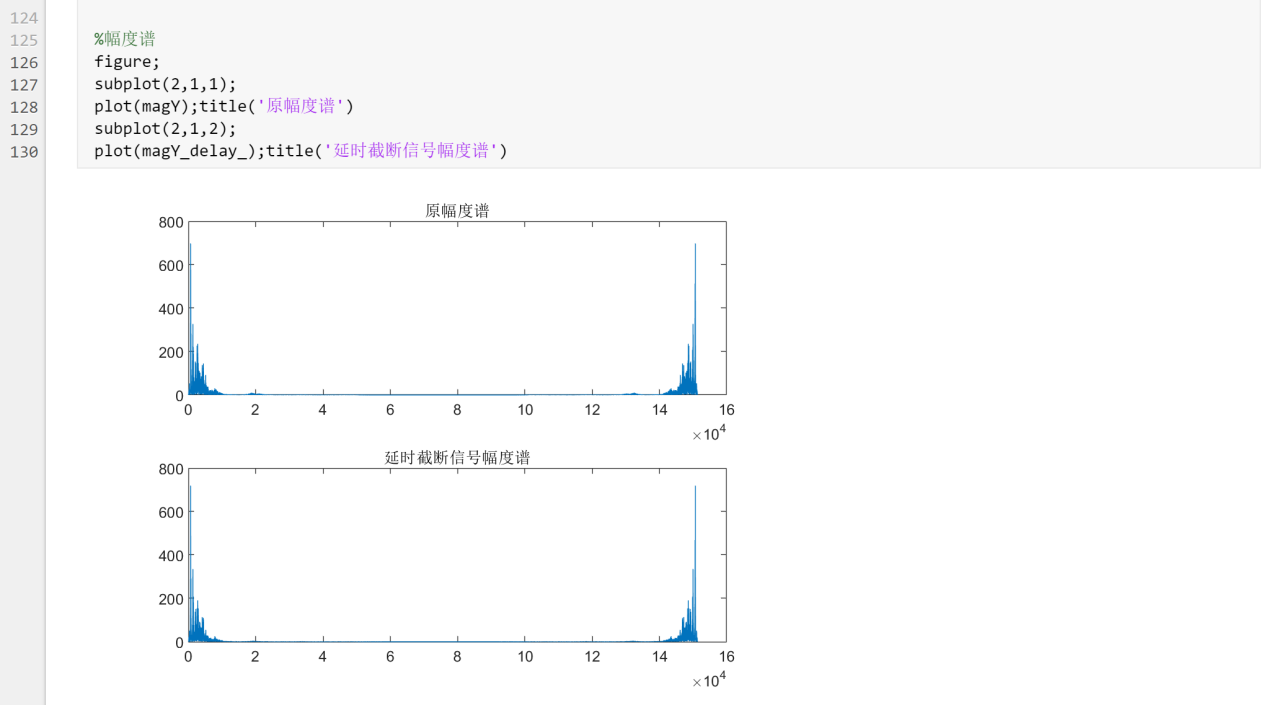 124
125 %幅度谱
126 figure;
127 subplot(2,1,1);
128 plot(magY);title('原幅度谱')
129 subplot(2,1,2);
130 plot(magY_delay_);title('延时截断信号幅度谱')
原幅度谱
800
600
400
200
0
0 2 4 6 8 10 12 14 16
×10^4
延时截断信号幅度谱
800
600
400
200
0
0 2 4 6 8 10 12 14 16
×10^4